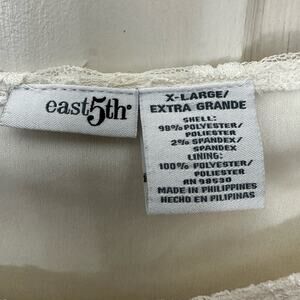 east5th
X-LARGE/
EXTRA GRANDE
SHELL:
98% POLYESTER/
POLIESTER
2% SPANDEX/
SPANDEX
LINING:
100% POLYESTER/
POLIESTER
RN 98530
MADE IN PHILIPPINES
HECHO EN PILIPINAS